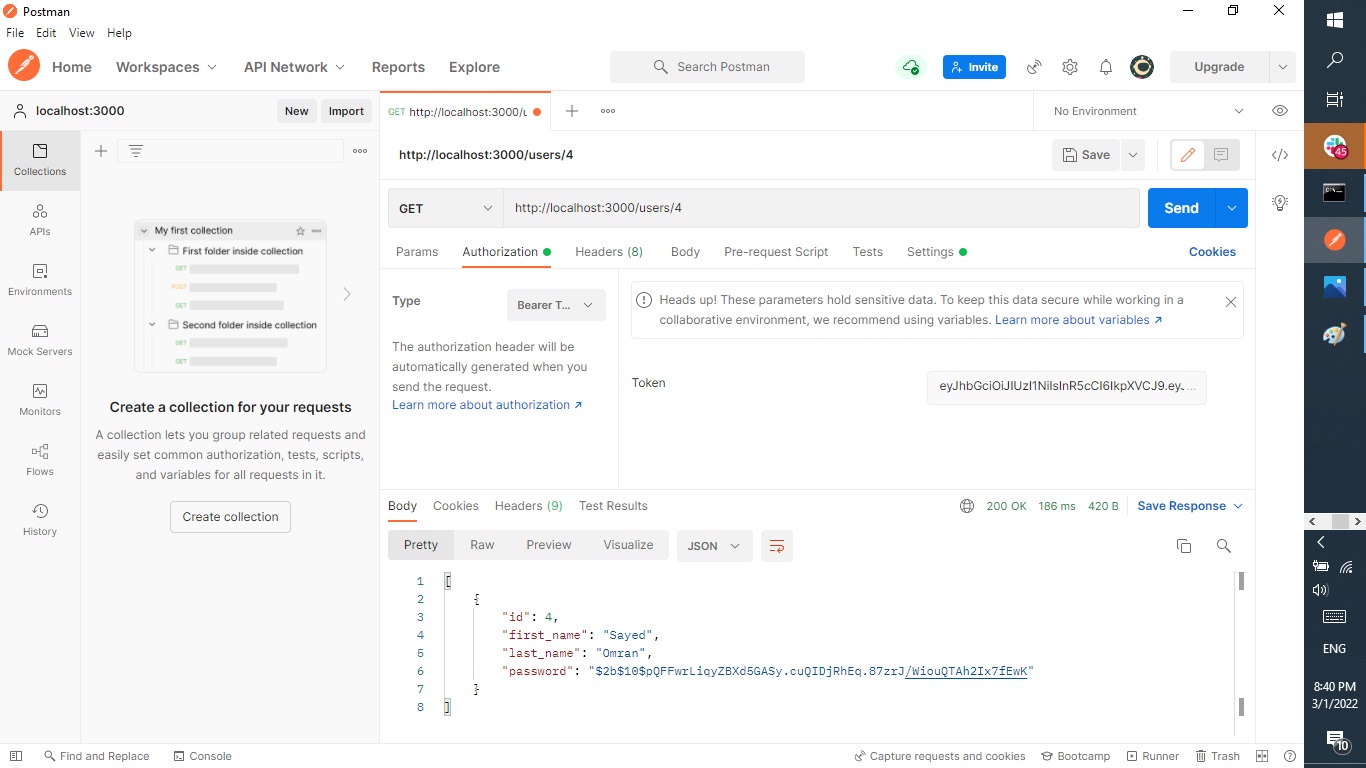 Postman
File Edit View Help
Home Workspaces API Network Reports Explore Search Postman Invite Upgrade
localhost:3000 New Import GET http://localhost:3000/u No Environment
http://localhost:3000/users/4 Save
Collections
APIs
Environments
Mock Servers
Monitors
Flows
History
My first collection
First folder inside collection
GET
POST
GET
Second folder inside collection
GET
GET
Create a collection for your requests
A collection lets you group related requests and
easily set common authorization, tests, scripts,
and variables for all requests in it.
Create collection
GET http://localhost:3000/users/4 Send
Params Authorization Headers (8) Body Pre-request Script Tests Settings Cookies
Type Bearer T...
The authorization header will be
automatically generated when you
send the request.
Learn more about authorization ↗
Heads up! These parameters hold sensitive data. To keep this data secure while working in a
collaborative environment, we recommend using variables. Learn more about variables ↗
Token eyJhbGciOiJIUzI1NiIsInR5cCI6IkpXVCJ9.eyJ...
Body Cookies Headers (9) Test Results 200 OK 186 ms 420 B Save Response
Pretty Raw Preview Visualize JSON
1 [
2 {
3 "id": 4,
4 "first_name": "Sayed",
5 "last_name": "Omran",
6 "password": "$2b$10$pQFFwrLiqyZBXd5GASy.cuQIDjRhEq.87zrJ/WiouQTAh2Ix7fEwK"
7 }
8 ]
Find and Replace Console Capture requests and cookies Bootcamp Runner Trash
45
ENG
8:40 PM
3/1/2022
10